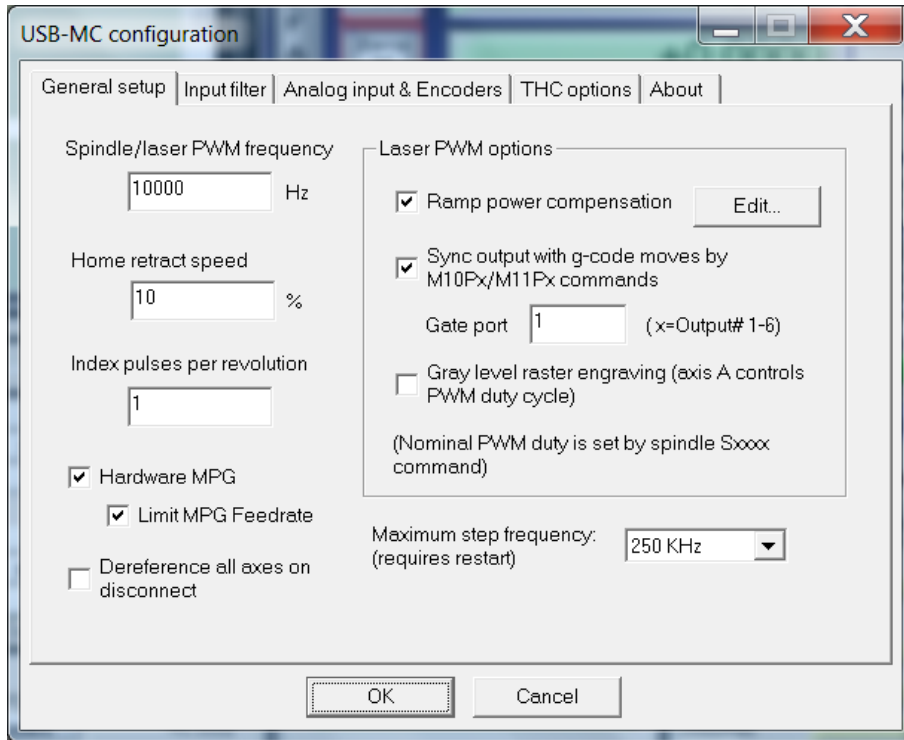 USB-MC configuration
General setup
Input filter
Analog input & Encoders
THC options
About
Spindle/laser PWM frequency
10000
Hz
Home retract speed
10
%
Index pulses per revolution
1
Hardware MPG
Limit MPG Feedrate
Dereference all axes on
disconnect
Laser PWM options
Ramp power compensation
Edit...
Sync output with g-code moves by
M10Px/M11Px commands
Gate port
1
( x=Output# 1-6)
Gray level raster engraving (axis A controls
PWM duty cycle)
(Nominal PWM duty is set by spindle Sxxxx
command)
Maximum step frequency:
(requires restart)
250 KHz
OK
Cancel